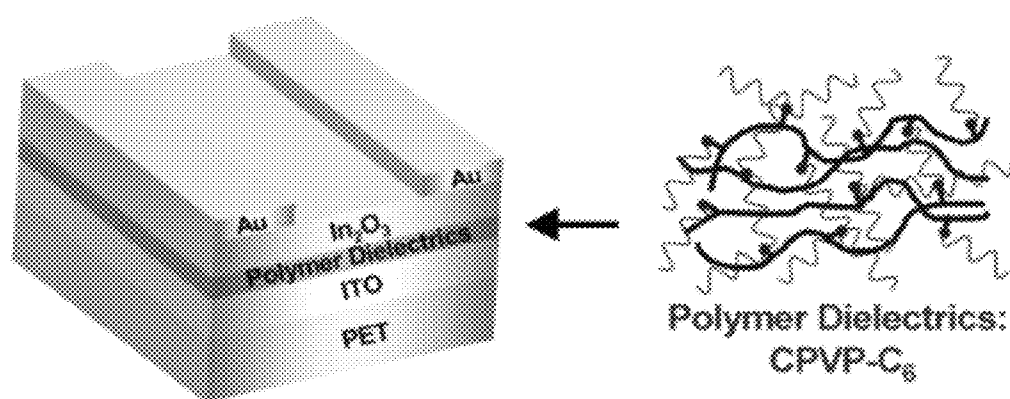 Au
Au
In₂O₃
Polymer Dielectrics
ITO
PET
Polymer Dielectrics:
CPVP-C₆